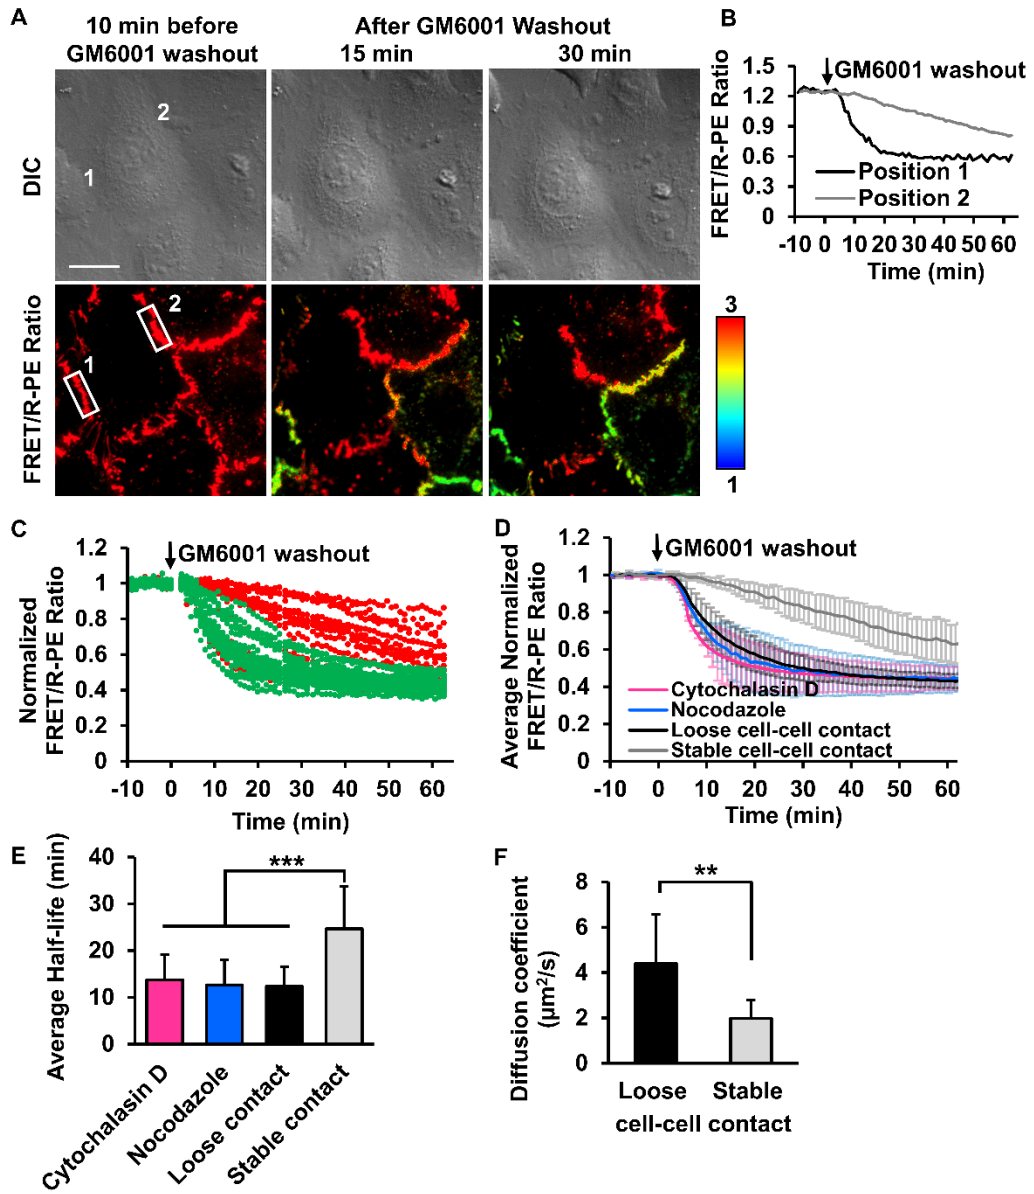 A
10 min before
GM6001 washout
After GM6001 Washout
15 min
30 min
DIC
1
2
FRET/R-PE Ratio
1
2
3
1
B
GM6001 washout
FRET/R-PE Ratio
1.5
1.2
0.9
0.6
0.3
0
Position 1
Position 2
-10 0 10 20 30 40 50 60
Time (min)
C
GM6001 washout
Normalized
FRET/R-PE Ratio
1.2
1
0.8
0.6
0.4
0.2
0
-10 0 10 20 30 40 50 60
Time (min)
D
GM6001 washout
Average Normalized
FRET/R-PE Ratio
1.2
1
0.8
0.6
0.4
0.2
0
Cytochalasin D
Nocodazole
Loose cell-cell contact
Stable cell-cell contact
-10 0 10 20 30 40 50 60
Time (min)
E
Average Half-life (min)
40
30
20
10
0
***
Cytochalasin D
Nocodazole
Loose contact
Stable contact
F
Diffusion coefficient
(µm²/s)
8
6
4
2
0
**
Loose Stable
cell-cell contact